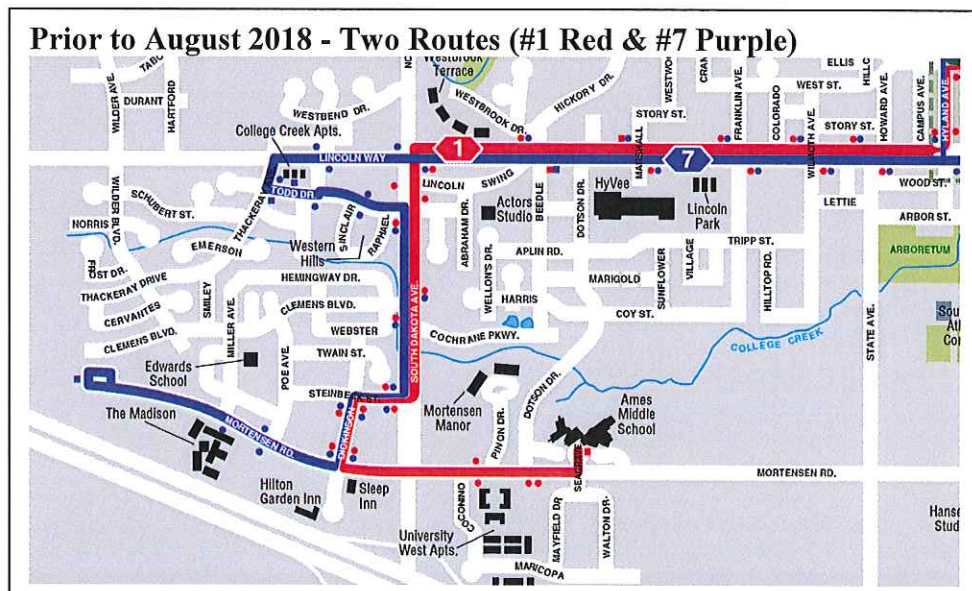 Prior to August 2018 - Two Routes (#1 Red & #7 Purple)
WILDER AVE.
DURANT
HARTFORD
WESTBEND DR.
Westbrook
Terrace
WESTBROOK DR.
HICKORY DR.
STORY ST.
FRANKLIN AVE.
COLORADO
ELLIS
WEST ST.
STORY ST.
HOWARD AVE.
CAMPUS AVE.
HYLAND AVE.
College Creek Apts.
LINCOLN WAY
1
MARSHALL
7
WILMOTH AVE.
TODD DR.
THACKERAY
LINCOLN
SWING
BEEDLE
DOTSON DR.
HyVee
Lincoln
Park
LETTIE
WOOD ST.
ARBOR ST.
ARBORETUM
NORRIS
WILDER BLVD.
SCHUBERT ST.
EMERSON
SINCLAIR
RAPHAEL
Western
Hills
ABRAHAM DR.
Actors
Studio
APLIN RD.
TRIPP ST.
MARIGOLD
SUNFLOWER
VILLAGE
HILLTOP RD.
FROST DR.
THACKERAY DRIVE
CERVANTES
CLEMENS BLVD.
SMILEY
HEMINGWAY DR.
CLEMENS BLVD.
WEBSTER
SOUTH DAKOTA AVE.
WELLON'S DR.
HARRIS
COY ST.
COCHRANE PKWY.
COLLEGE CREEK
STATE AVE.
MILLER AVE.
POE AVE.
TWAIN ST.
Edwards
School
STEINBECK ST.
DICKINSON
The Madison
MORTENSEN RD.
Mortensen
Manor
PINON DR.
DOTSON DR.
Ames
Middle
School
SEAGRAVE
MORTENSEN RD.
Hilton
Garden Inn
Sleep
Inn
University
West Apts.
MAYFIELD DR
WALTON DR.
MARICOPA